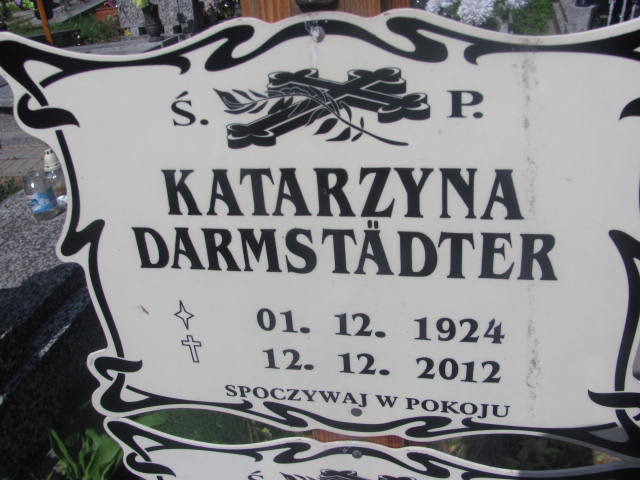 Ś. P.
KATARZYNA
DARMSTÄDTER
01. 12. 1924
12. 12. 2012
SPOCZYWAJ W POKOJU
Ś. P.